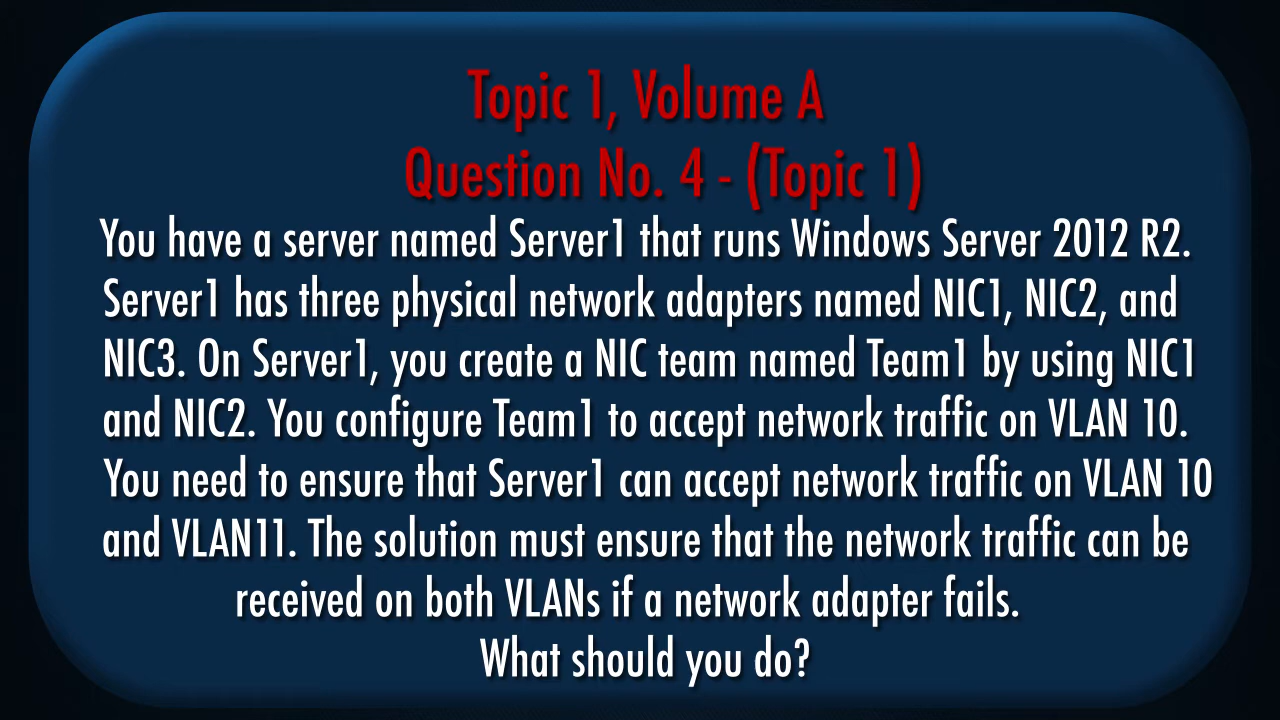 Topic 1, Volume A
Question No. 4 - (Topic 1)
You have a server named Server1 that runs Windows Server 2012 R2.
Server1 has three physical network adapters named NIC1, NIC2, and
NIC3. On Server1, you create a NIC team named Team1 by using NIC1
and NIC2. You configure Team1 to accept network traffic on VLAN 10.
You need to ensure that Server1 can accept network traffic on VLAN 10
and VLAN11. The solution must ensure that the network traffic can be
received on both VLANs if a network adapter fails.
What should you do?